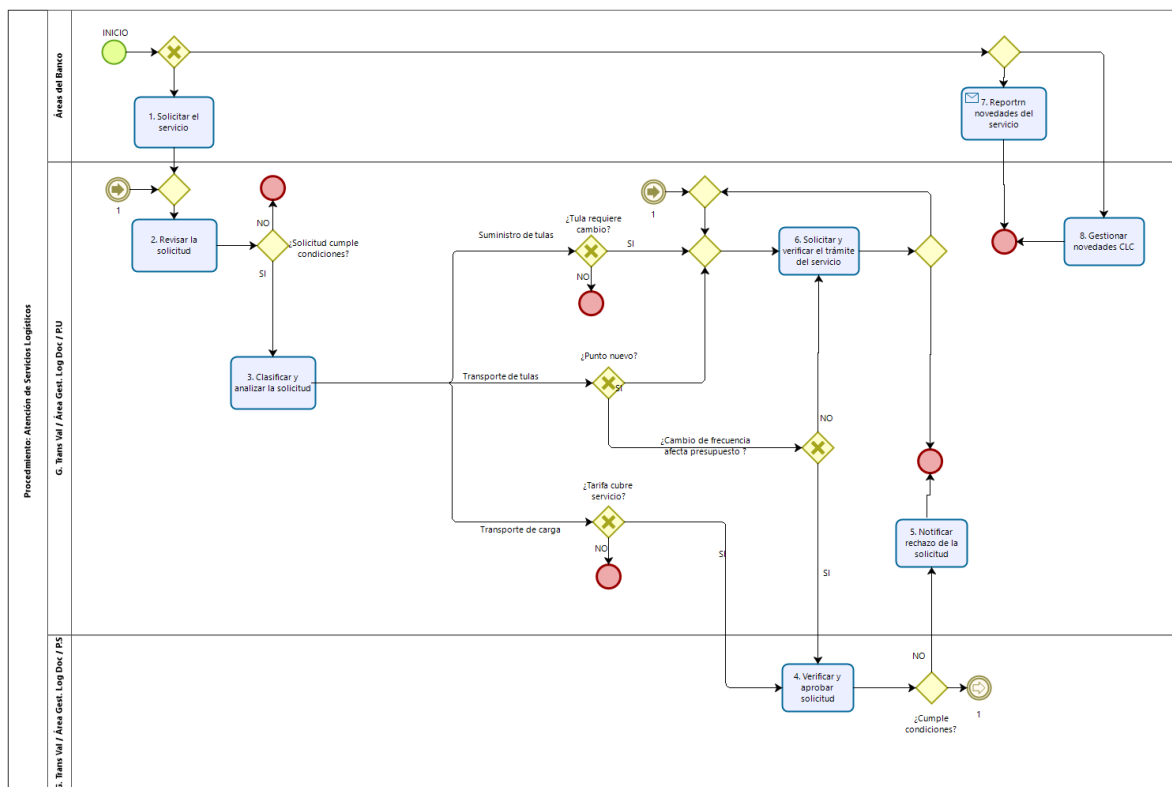 Procedmiento: Atención de Servicios Logísticos
Áreas del Banco
INICIO
1. Solicitar el
servicio
7. Reportrn
novedades del
servicio
G. Trans Val / Área Gest. Log Doc / P.U
1
2. Revisar la
solicitud
NO
¿Solicitud cumple
condiciones?
SI
3. Clasificar y
analizar la solicitud
Suministro de tulas
¿Tula requiere
cambio?
SI
NO
1
6. Solicitar y
verificar el trámite
del servicio
8. Gestionar
novedades CLC
Transporte de tulas
¿Punto nuevo?
SI
¿Cambio de frecuencia
afecta presupuesto ?
NO
SI
Transporte de carga
¿Tarifa cubre
servicio?
NO
SI
5. Notificar
rechazo de la
solicitud
G. Trans Val / Área Gest. Log Doc / P.S
4. Verificar y
aprobar
solicitud
NO
¿Cumple
condiciones?
1